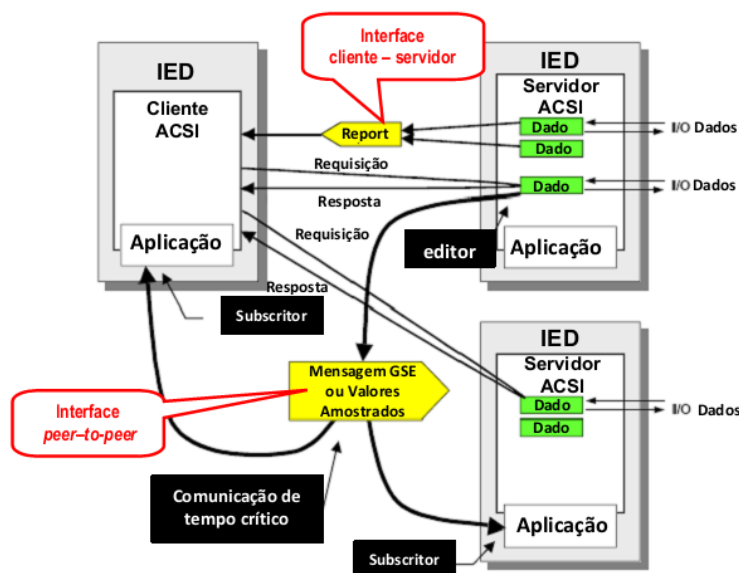 Interface
cliente – servidor
IED
Cliente
ACSI
Report
IED
Servidor
ACSI
Dado
I/O Dados
Dado
Requisição
Dado
I/O Dados
Resposta
Requisição
editor
Aplicação
Aplicação
Resposta
Subscritor
IED
Servidor
ACSI
Mensagem GSE
ou Valores
Amostrados
Dado
I/O Dados
Dado
Interface
peer–to–peer
Comunicação de
tempo crítico
Aplicação
Subscritor